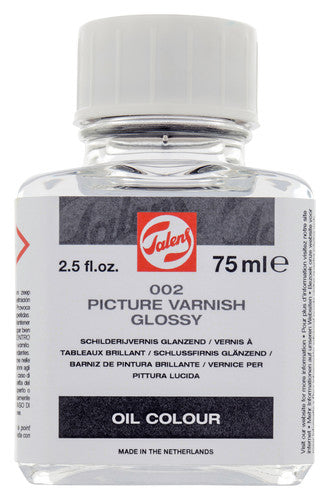 Talens
2.5 fl.oz. 75 ml e
002
PICTURE VARNISH
GLOSSY
SCHILDERIJVERNIS GLANZEND / VERNIS À
TABLEAUX BRILLANT / SCHLUSSFIRNIS GLÄNZEND /
BARNIZ DE PINTURA BRILLANTE / VERNICE PER
PITTURA LUCIDA
OIL COLOUR
MADE IN THE NETHERLANDS